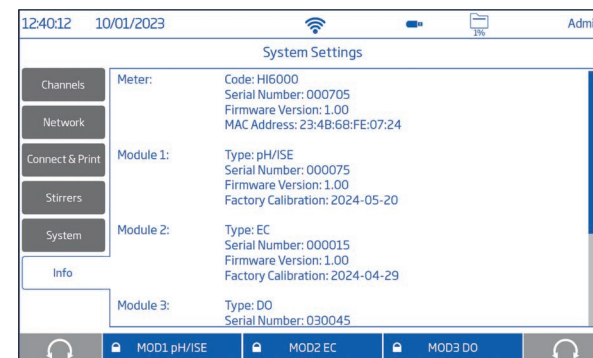 12:40:12 10/01/2023 1% Admi
System Settings
Channels
Network
Connect & Print
Stirrers
System
Info
Meter: Code: HI6000
Serial Number: 000705
Firmware Version: 1.00
MAC Address: 23:4B:68:FE:07:24
Module 1: Type: pH/ISE
Serial Number: 000075
Firmware Version: 1.00
Factory Calibration: 2024-05-20
Module 2: Type: EC
Serial Number: 000015
Firmware Version: 1.00
Factory Calibration: 2024-04-29
Module 3: Type: DO
Serial Number: 030045
MOD1 pH/ISE MOD2 EC MOD3 DO